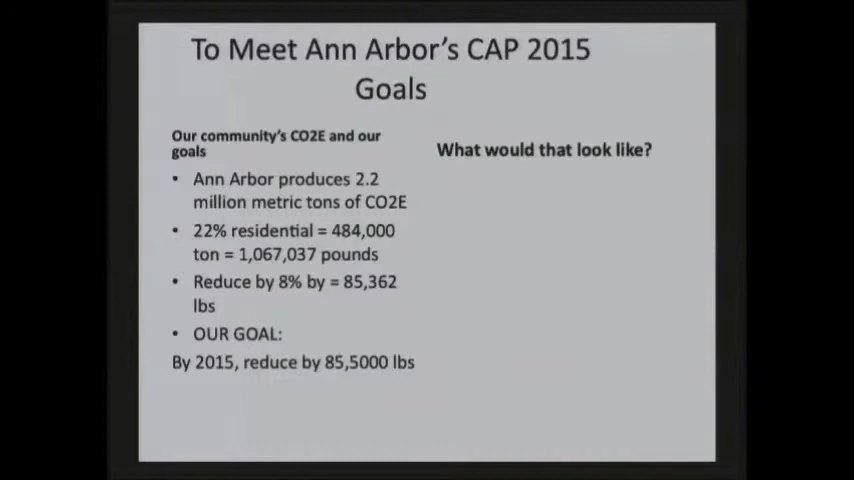 To Meet Ann Arbor's CAP 2015
Goals
Our community's CO2E and our
goals
• Ann Arbor produces 2.2
million metric tons of CO2E
• 22% residential = 484,000
ton = 1,067,037 pounds
• Reduce by 8% by = 85,362
lbs
• OUR GOAL:
By 2015, reduce by 85,5000 lbs
What would that look like?